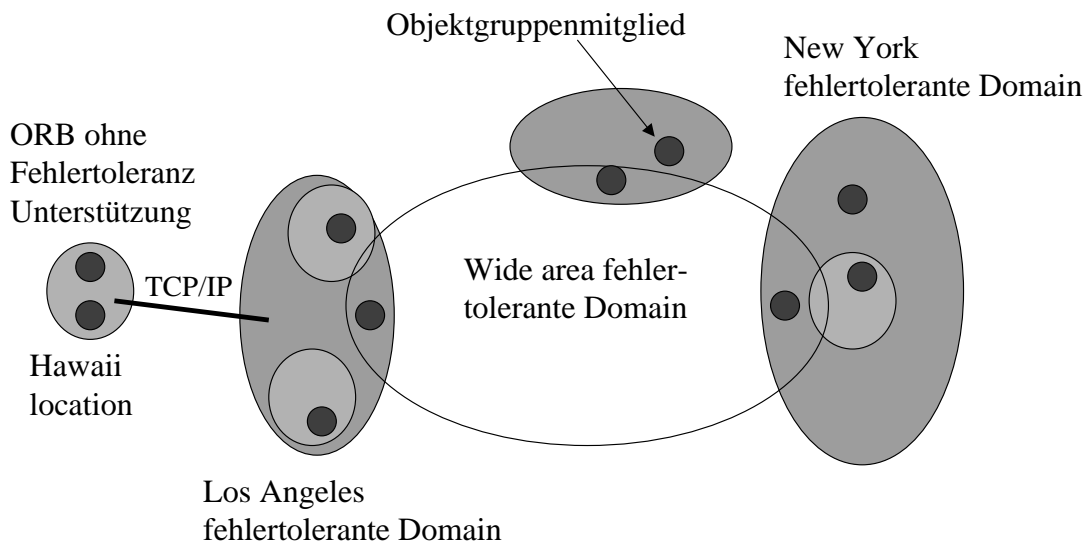 Objektgruppenmitglied
New York
fehlertolerante Domain
ORB ohne
Fehlertoleranz
Unterstützung
TCP/IP
Wide area fehler-
tolerante Domain
Hawaii
location
Los Angeles
fehlertolerante Domain